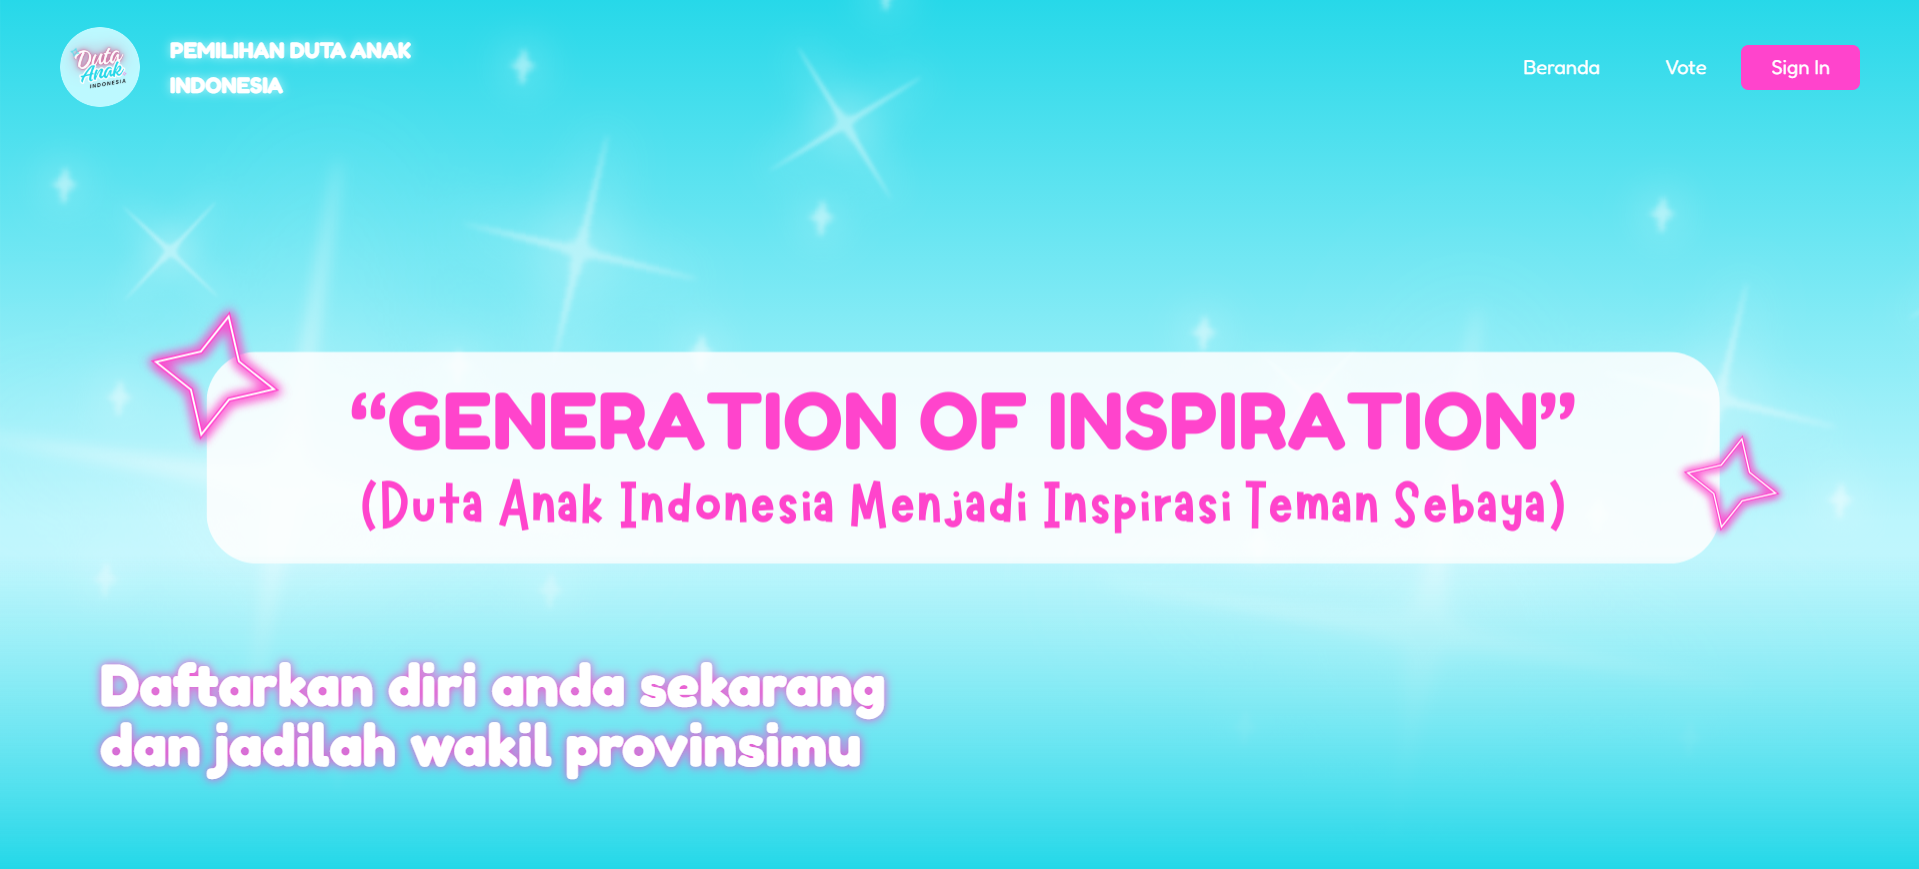 Duta
Anak
INDONESIA
PEMILIHAN DUTA ANAK
INDONESIA
Beranda
Vote
Sign In
“GENERATION OF INSPIRATION”
(Duta Anak Indonesia Menjadi Inspirasi Teman Sebaya)
Daftarkan diri anda sekarang
dan jadilah wakil provinsimu